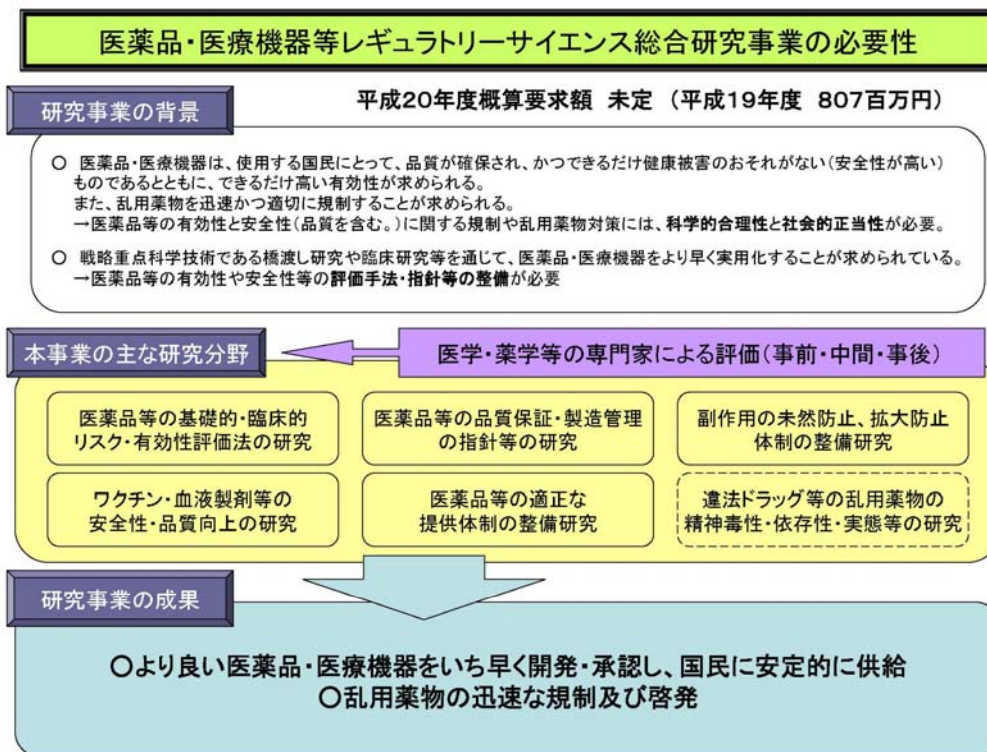 医薬品・医療機器等レギュラトリーサイエンス総合研究事業の必要性
研究事業の背景
平成20年度概算要求額 未定 （平成19年度 807百万円）
○ 医薬品・医療機器は、使用する国民にとって、品質が確保され、かつできるだけ健康被害のおそれがない（安全性が高い）
ものであるとともに、できるだけ高い有効性が求められる。
また、乱用薬物を迅速かつ適切に規制することが求められる。
→医薬品等の有効性と安全性（品質を含む。）に関する規制や乱用薬物対策には、科学的合理性と社会的正当性が必要。
○ 戦略重点科学技術である橋渡し研究や臨床研究等を通じて、医薬品・医療機器をより早く実用化することが求められている。
→医薬品等の有効性や安全性等の評価手法・指針等の整備が必要
本事業の主な研究分野
医学・薬学等の専門家による評価（事前・中間・事後）
医薬品等の基礎的・臨床的
リスク・有効性評価法の研究
医薬品等の品質保証・製造管理
の指針等の研究
副作用の未然防止、拡大防止
体制の整備研究
ワクチン・血液製剤等の
安全性・品質向上の研究
医薬品等の適正な
提供体制の整備研究
違法ドラッグ等の乱用薬物の
精神毒性・依存性・実態等の研究
研究事業の成果
○より良い医薬品・医療機器をいち早く開発・承認し、国民に安定的に供給
○乱用薬物の迅速な規制及び啓発